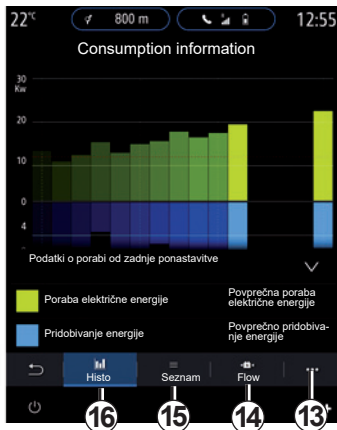 22°C 800 m 12:55
Consumption information
30
Kw
20
10
0
4
Podatki o porabi od zadnje ponastavitve
Poraba električne energije
Povprečna poraba
električne energije
Pridobivanje energije
Povprečno pridobiva-
nje energije
Histo Seznam Flow
16 15 14 13